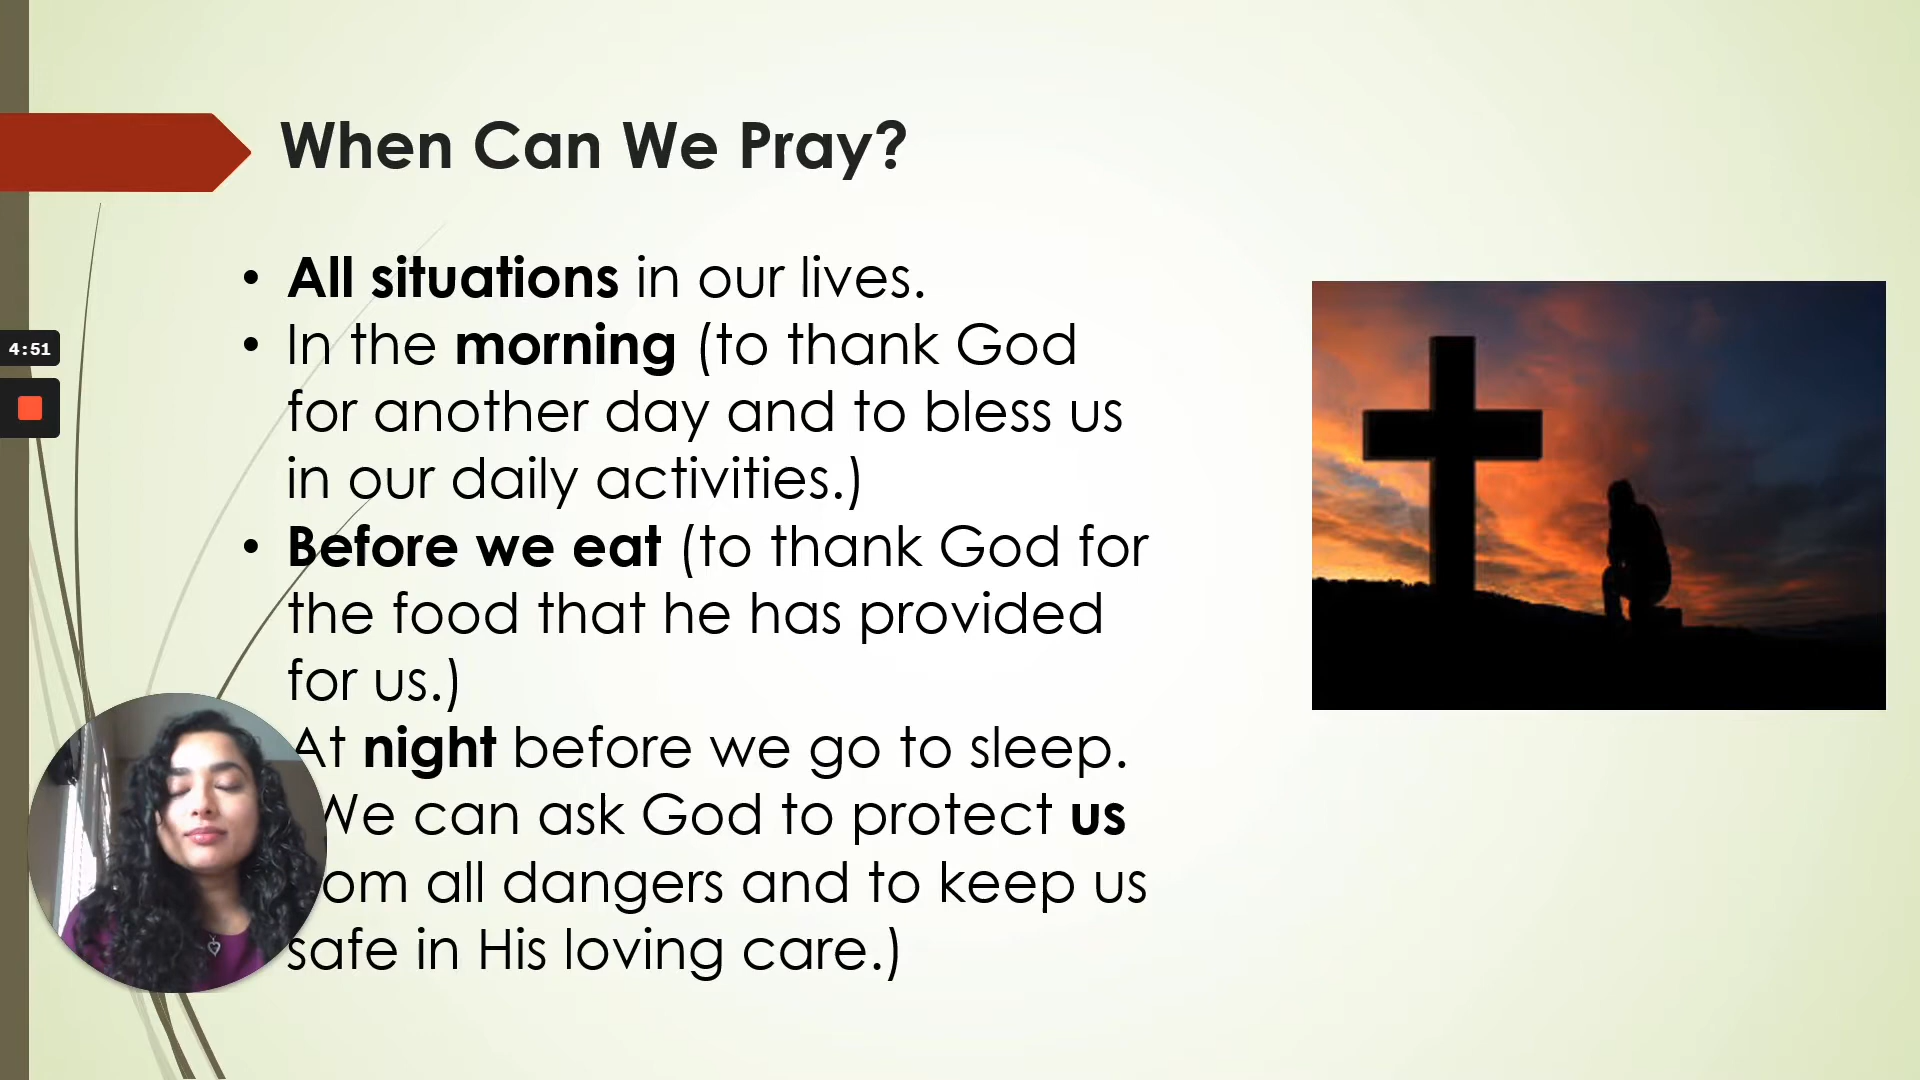 When Can We Pray?
• All situations in our lives.
• In the morning (to thank God
for another day and to bless us
in our daily activities.)
• Before we eat (to thank God for
the food that he has provided
for us.)
At night before we go to sleep.
We can ask God to protect us
all dangers and to keep us
safe in His loving care.)
4:51